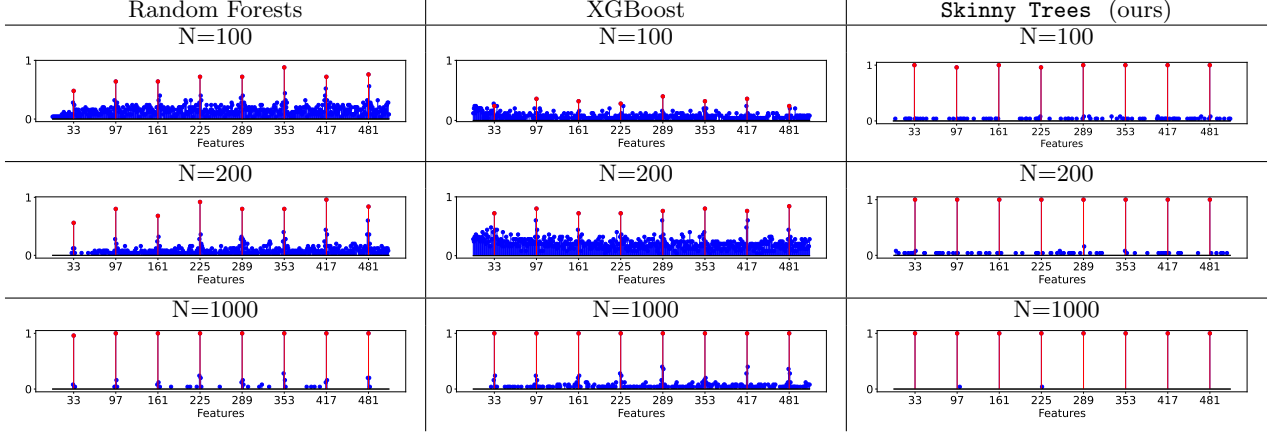 Random Forests XGBoost Skinny Trees (ours)
N=100 N=100 N=100
1 1 1
0 0 0
33 97 161 225 289 353 417 481 33 97 161 225 289 353 417 481 33 97 161 225 289 353 417 481
Features Features Features
N=200 N=200 N=200
1 1 1
0 0 0
33 97 161 225 289 353 417 481 33 97 161 225 289 353 417 481 33 97 161 225 289 353 417 481
Features Features Features
N=1000 N=1000 N=1000
1 1 1
0 0 0
33 97 161 225 289 353 417 481 33 97 161 225 289 353 417 481 33 97 161 225 289 353 417 481
Features Features Features